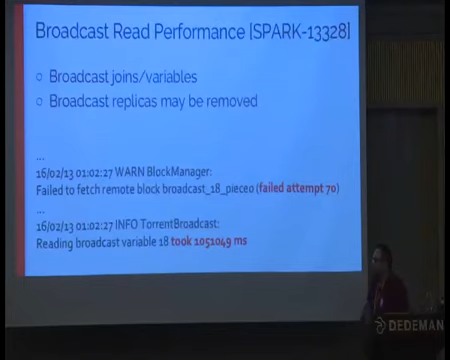 Broadcast Read Performance [SPARK-13328]
○ Broadcast joins/variables
○ Broadcast replicas may be removed
...
16/02/13 01:02:27 WARN BlockManager:
Failed to fetch remote block broadcast_18_piece0 (failed attempt 70)
...
16/02/13 01:02:27 INFO TorrentBroadcast:
Reading broadcast variable 18 took 1051049 ms
DEDEMAN